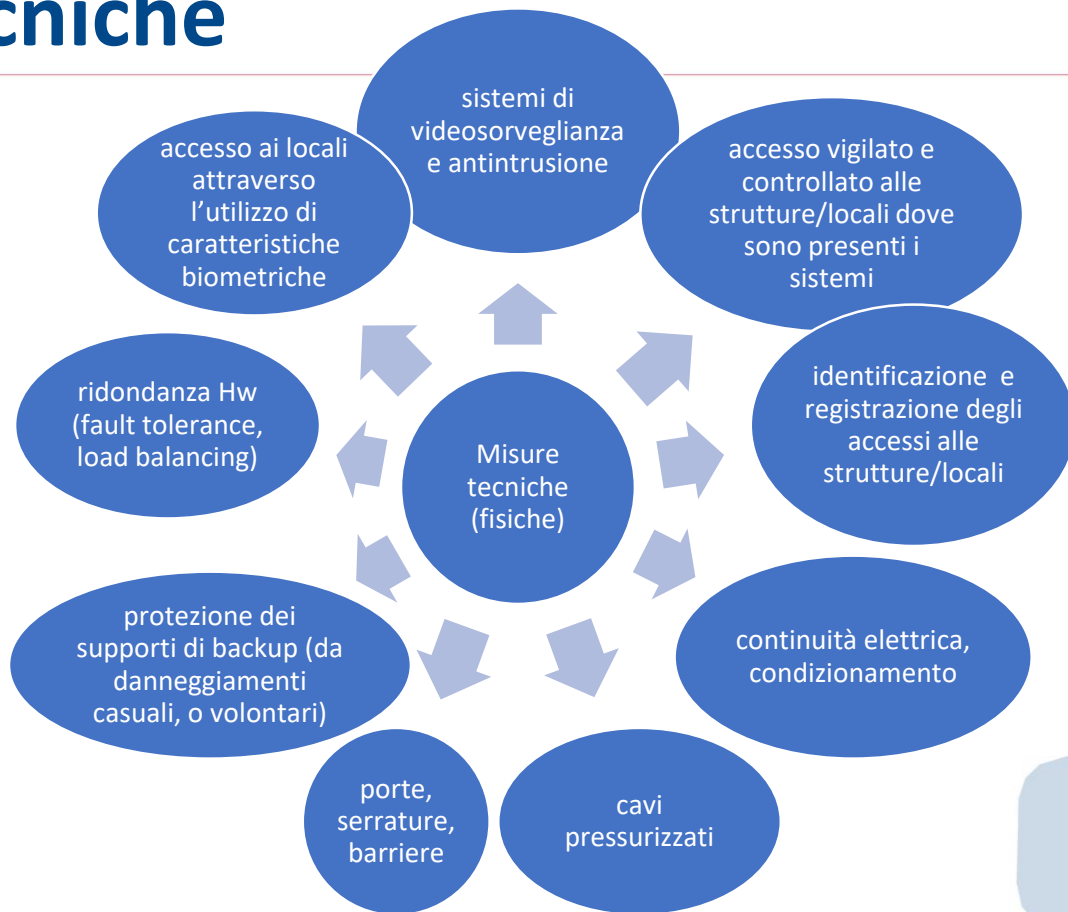 cniche
sistemi di
videosorveglianza
e antintrusione
accesso vigilato e
controllato alle
strutture/locali dove
sono presenti i
sistemi
identificazione e
registrazione degli
accessi alle
strutture/locali
continuità elettrica,
condizionamento
cavi
pressurizzati
porte,
serrature,
barriere
protezione dei
supporti di backup (da
danneggiamenti
casuali, o volontari)
ridondanza Hw
(fault tolerance,
load balancing)
accesso ai locali
attraverso
l’utilizzo di
caratteristiche
biometriche
Misure
tecniche
(fisiche)